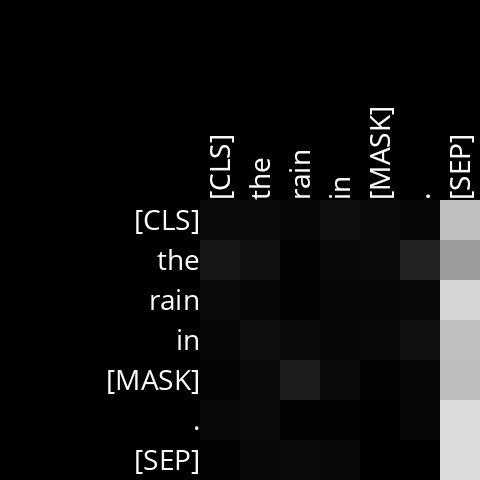 [CLS]
the
rain
in
[MASK]
.
[SEP]
[CLS]
the
rain
in
[MASK]
.
[SEP]